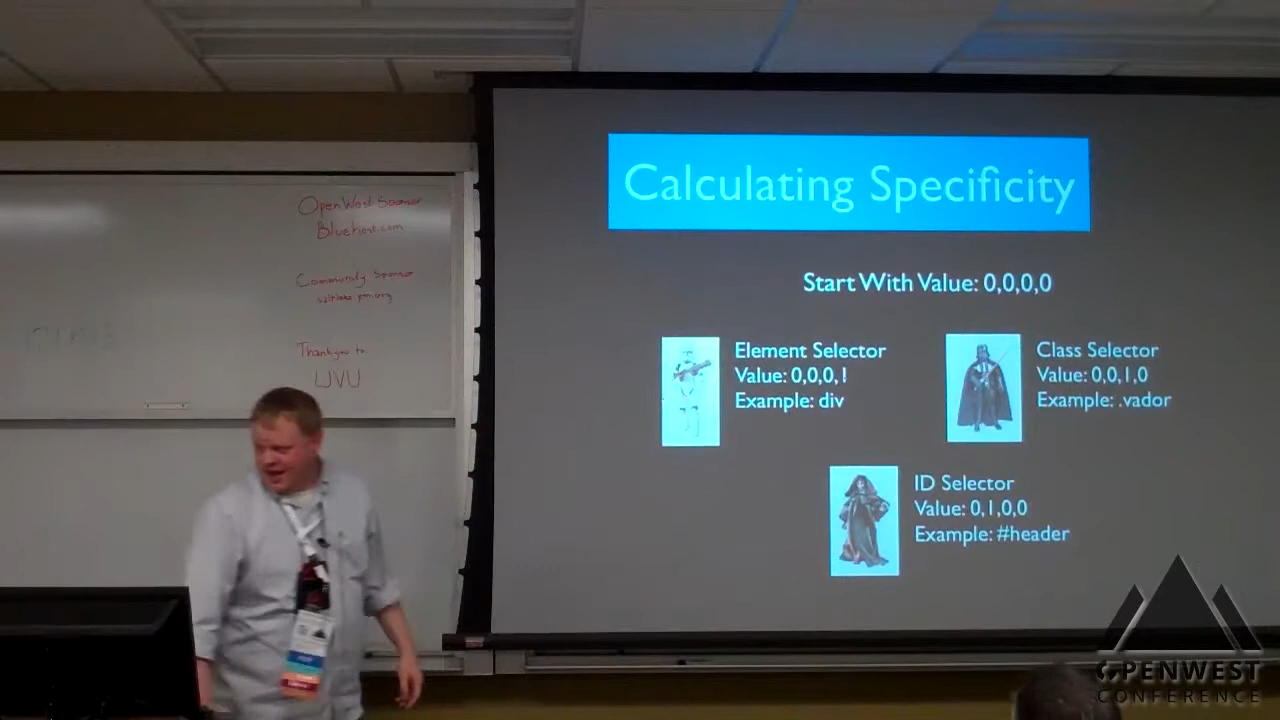 OpenWest Sponsor
Bluehost.com
Community Sponsor
Thankyou to
UVU
Calculating Specificity
Start With Value: 0,0,0,0
Element Selector
Value: 0,0,0,1
Example: div
Class Selector
Value: 0,0,1,0
Example: .vador
ID Selector
Value: 0,1,0,0
Example: #header
OPENWEST
CONFERENCE